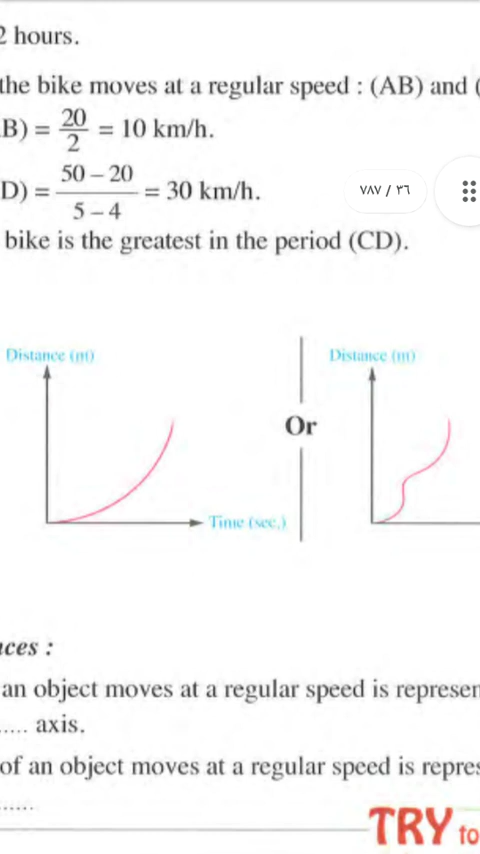 2 hours.
the bike moves at a regular speed : (AB) and (
B) = 20/2 = 10 km/h.
D) = 50 – 20 / 5 – 4 = 30 km/h.
٧٨٧ / ٣٦
bike is the greatest in the period (CD).
Distance (m)
Time (sec.)
Or
Distance (m)
ces :
an object moves at a regular speed is represen
..... axis.
of an object moves at a regular speed is repres
......
TRY to